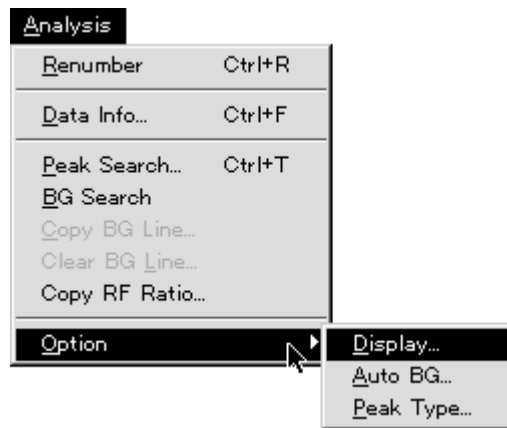 Analysis
Renumber Ctrl+R
Data Info... Ctrl+F
Peak Search... Ctrl+T
BG Search
Copy BG Line...
Clear BG Line...
Copy RF Ratio...
Option
Display...
Auto BG...
Peak Type...